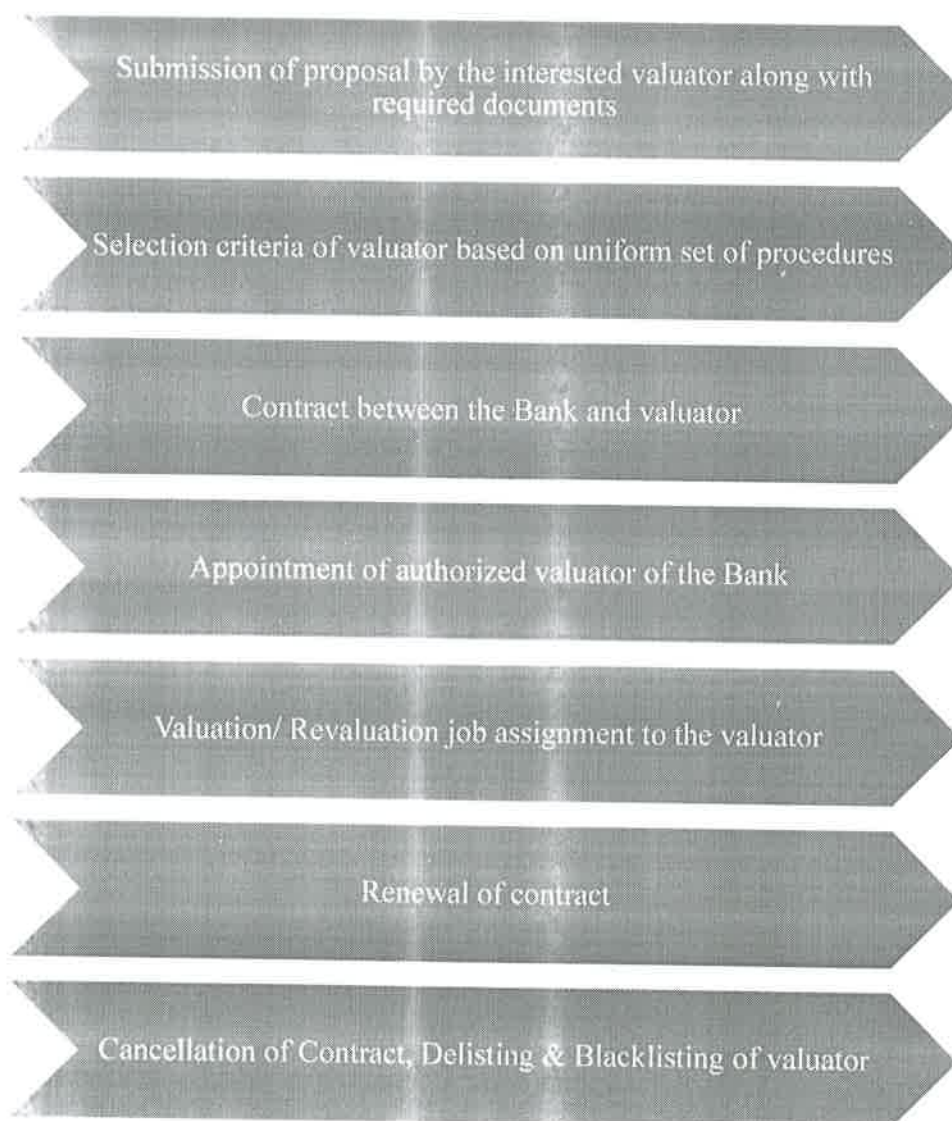 Submission of proposal by the interested valuator along with
required documents
Selection criteria of valuator based on uniform set of procedures
Contract between the Bank and valuator
Appointment of authorized valuator of the Bank
Valuation/ Revaluation job assignment to the valuator
Renewal of contract
Cancellation of Contract, Delisting & Blacklisting of valuator